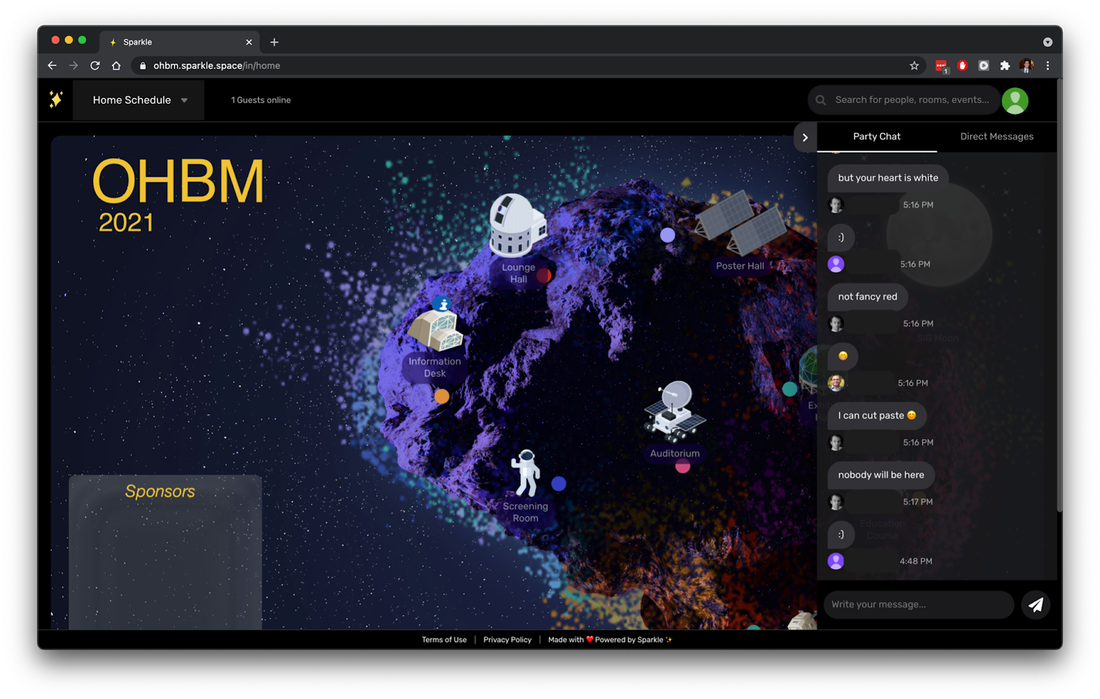 Sparkle
ohbm.sparkle.space/in/home
1
Home Schedule
1 Guests online
Search for people, rooms, events...
OHBM
2021
Party Chat
Direct Messages
but your heart is white
5:16 PM
:)
5:16 PM
not fancy red
5:16 PM
5:16 PM
I can cut paste 😊
5:16 PM
nobody will be here
5:17 PM
:)
4:48 PM
Lounge
Hall
Poster Hall
Information
Desk
Auditorium
Screening
Room
Education
Course
Sponsors
Write your message...
Terms of Use | Privacy Policy | Made with ❤️ Powered by Sparkle ✨